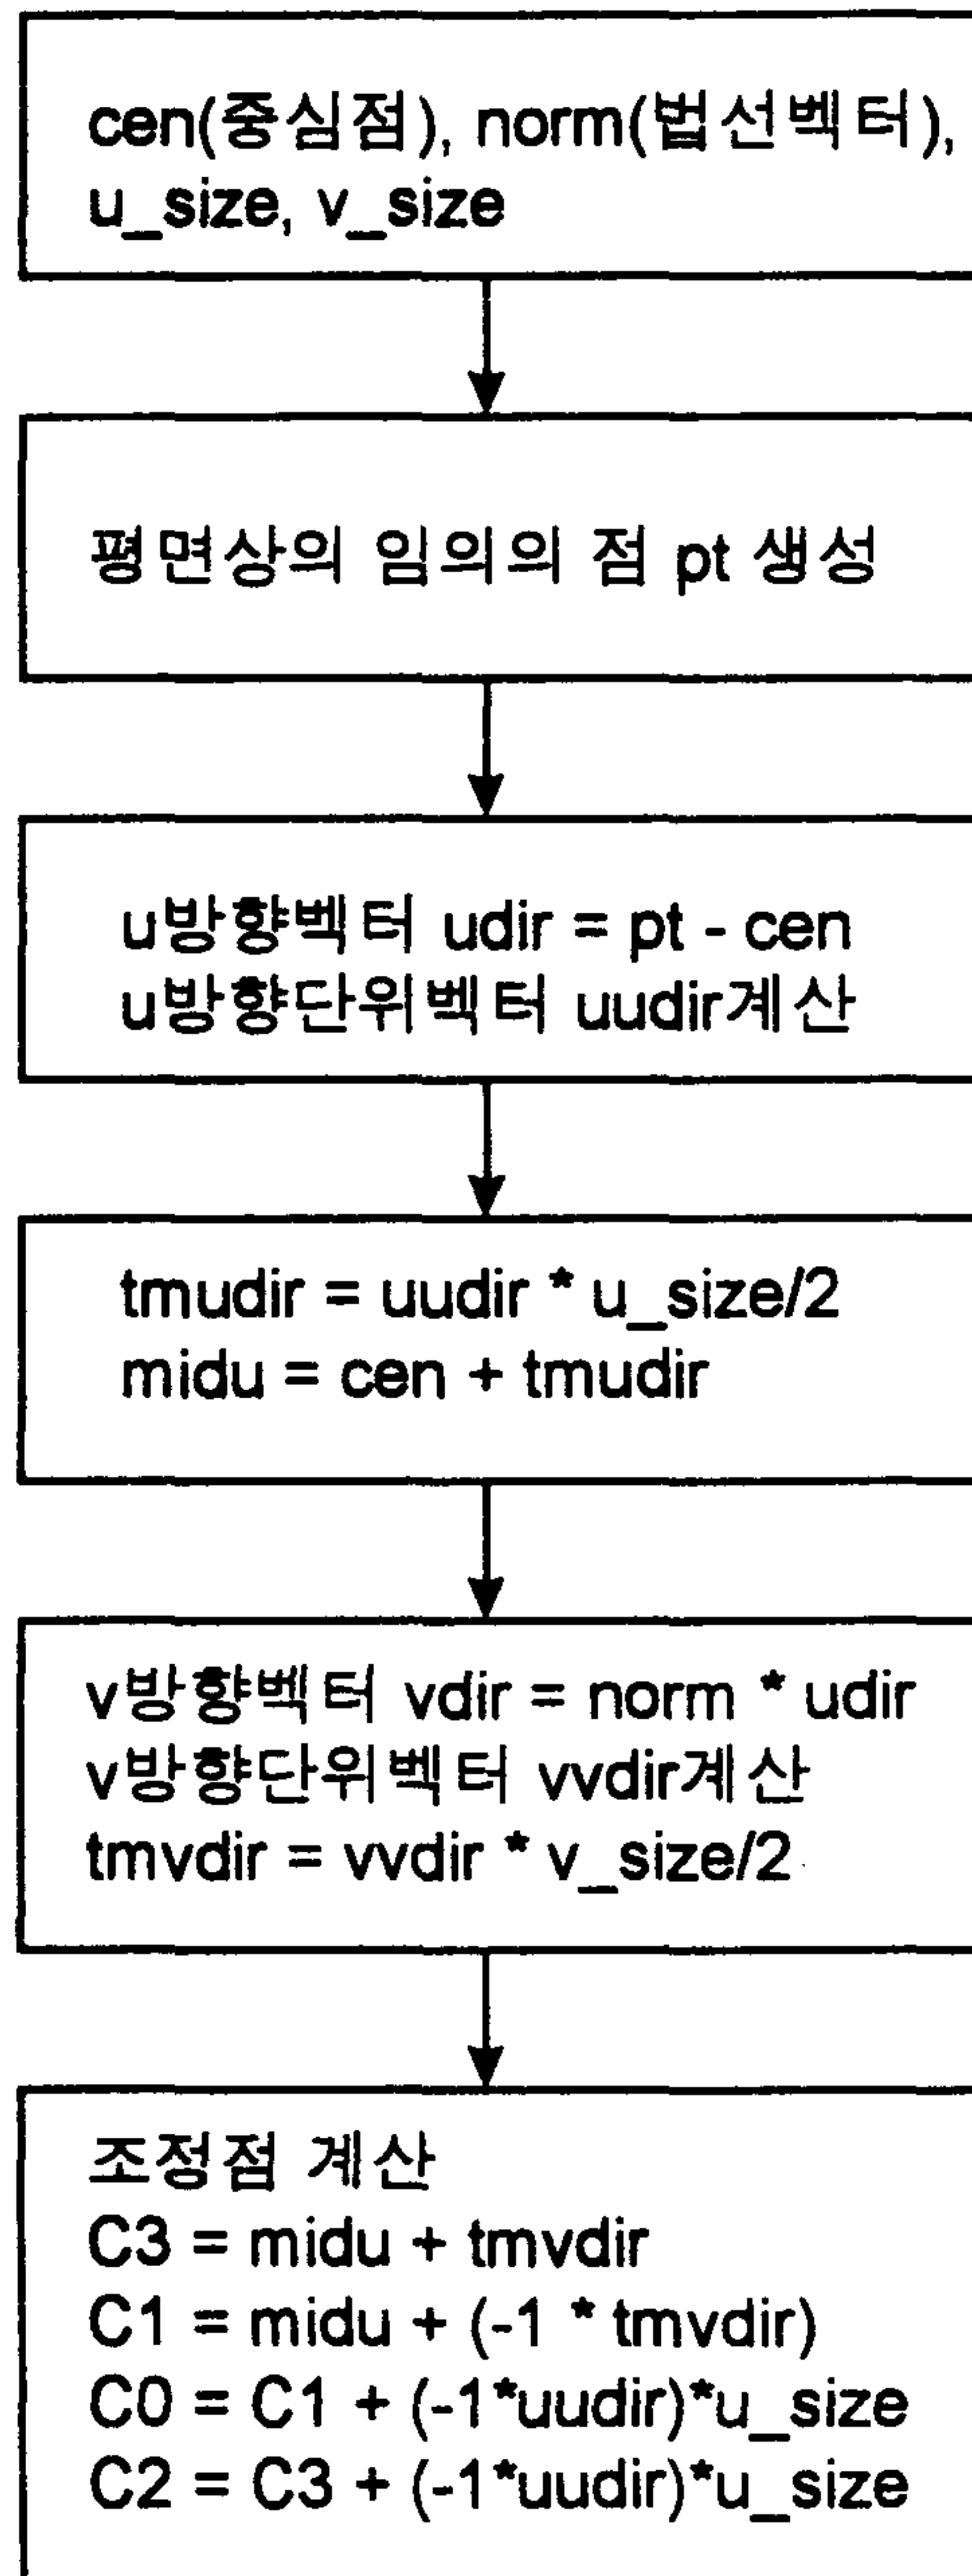 cen(중심점), norm(법선벡터),
u_size, v_size
평면상의 임의의 점 pt 생성
u방향벡터 udir = pt - cen
u방향단위벡터 uudir계산
tmudir = uudir * u_size/2
midu = cen + tmudir
v방향벡터 vdir = norm * udir
v방향단위벡터 vvdir계산
tmvdir = vvdir * v_size/2
조정점 계산
C3 = midu + tmvdir
C1 = midu + (-1 * tmvdir)
C0 = C1 + (-1*uudir)*u_size
C2 = C3 + (-1*uudir)*u_size